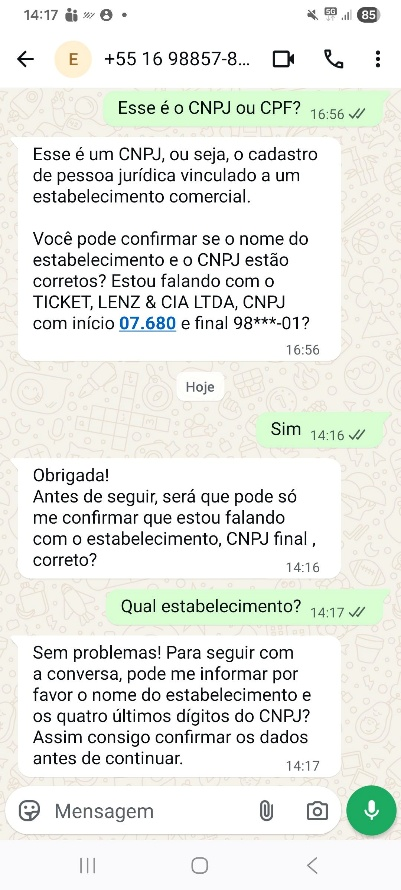 14:17
5G
85
E
+55 16 98857-8...
Esse é o CNPJ ou CPF?
16:56
Esse é um CNPJ, ou seja, o cadastro
de pessoa jurídica vinculado a um
estabelecimento comercial.
Você pode confirmar se o nome do
estabelecimento e o CNPJ estão
corretos? Estou falando com o
TICKET, LENZ & CIA LTDA, CNPJ
com início 07.680 e final 98***-01?
16:56
Hoje
Sim
14:16
Obrigada!
Antes de seguir, será que pode só
me confirmar que estou falando
com o estabelecimento, CNPJ final ,
correto?
14:16
Qual estabelecimento?
14:17
Sem problemas! Para seguir com
a conversa, pode me informar por
favor o nome do estabelecimento e
os quatro últimos dígitos do CNPJ?
Assim consigo confirmar os dados
antes de continuar.
14:17
Mensagem